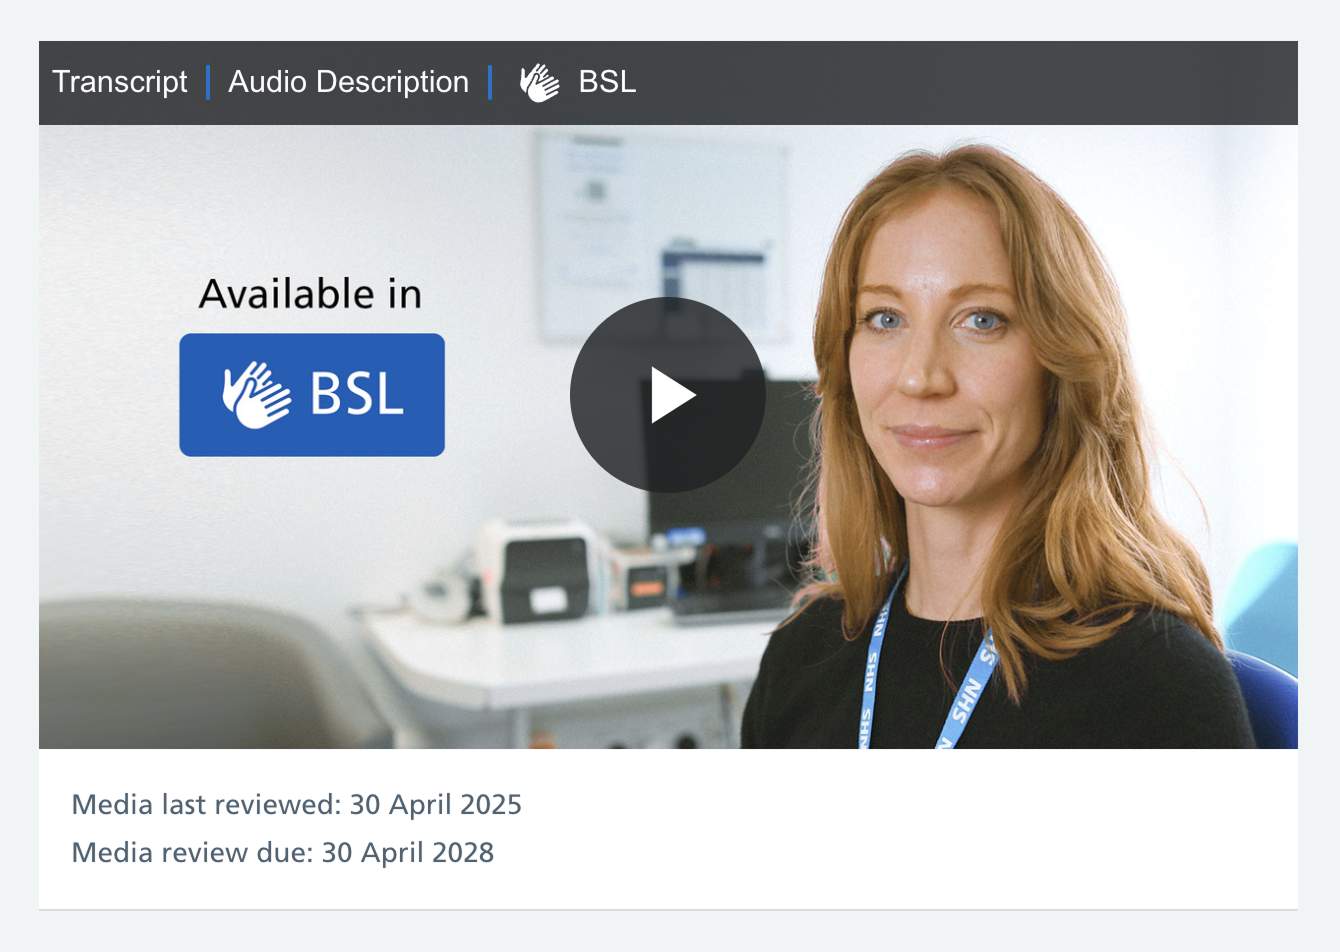 Transcript | Audio Description | BSL
Available in
BSL
NHS
NHS
NHS
NHS
Media last reviewed: 30 April 2025
Media review due: 30 April 2028